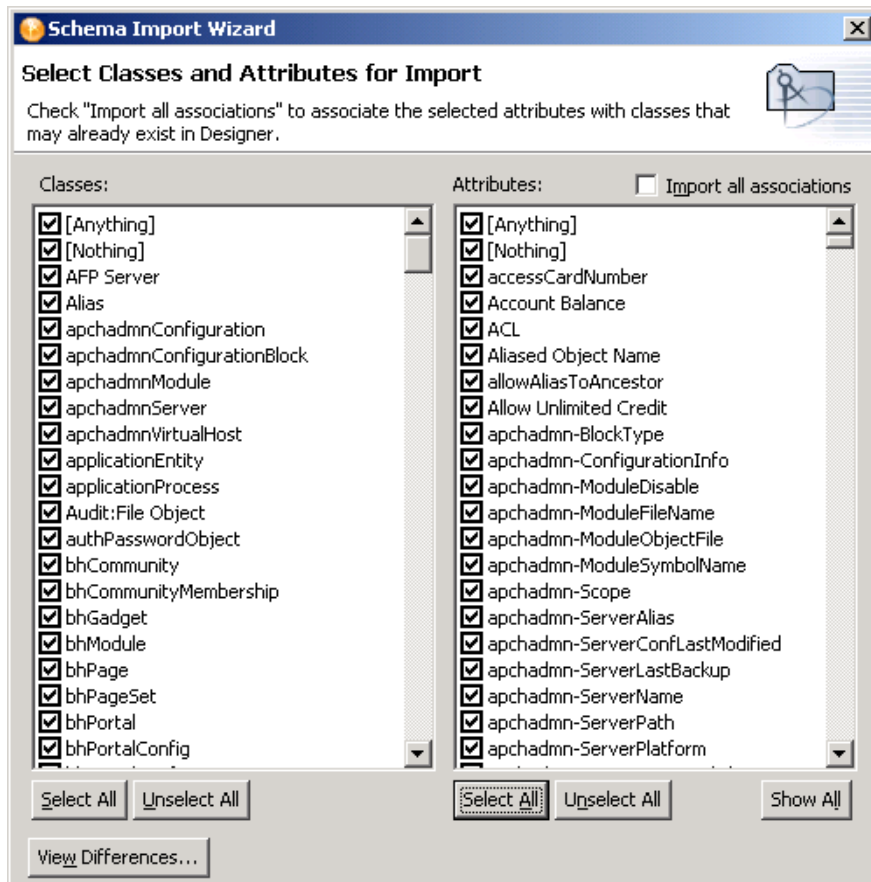 Schema Import Wizard
Select Classes and Attributes for Import
Check "Import all associations" to associate the selected attributes with classes that
may already exist in Designer.
Classes:
[Anything]
[Nothing]
AFP Server
Alias
apchadmnConfiguration
apchadmnConfigurationBlock
apchadmnModule
apchadmnServer
apchadmnVirtualHost
applicationEntity
applicationProcess
Audit:File Object
authPasswordObject
bhCommunity
bhCommunityMembership
bhGadget
bhModule
bhPage
bhPageSet
bhPortal
bhPortalConfig
Select All Unselect All
Attributes: Import all associations
[Anything]
[Nothing]
accessCardNumber
Account Balance
ACL
Aliased Object Name
allowAliasToAncestor
Allow Unlimited Credit
apchadmn-BlockType
apchadmn-ConfigurationInfo
apchadmn-ModuleDisable
apchadmn-ModuleFileName
apchadmn-ModuleObjectFile
apchadmn-ModuleSymbolName
apchadmn-Scope
apchadmn-ServerAlias
apchadmn-ServerConfLastModified
apchadmn-ServerLastBackup
apchadmn-ServerName
apchadmn-ServerPath
apchadmn-ServerPlatform
Select All Unselect All Show All
View Differences...